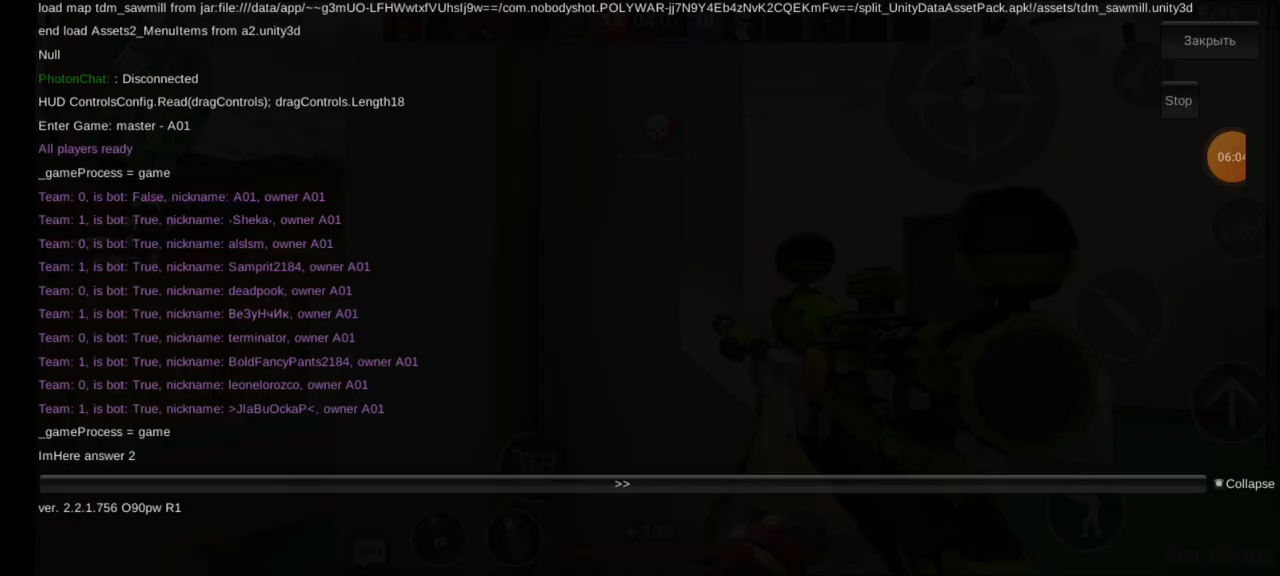 load map tdm_sawmill from jar:file:///data/app/~~g3mUO-LFHWwtxfVUhsIj9w==/com.nobodyshot.POLYWAR-jj7N9Y4Eb4zNvK2CQEKmFw==/split_UnityDataAssetPack.apk!/assets/tdm_sawmill.unity3d
end load Assets2_MenuItems from a2.unity3d
Закрыть
Null
PhotonChat: : Disconnected
HUD ControlsConfig.Read(dragControls); dragControls.Length18
Stop
Enter Game: master - A01
All players ready
06:04
_gameProcess = game
Team: 0, is bot: False, nickname: A01, owner A01
Team: 1, is bot: True, nickname: -Sheka-, owner A01
Team: 0, is bot: True, nickname: alslsm, owner A01
Team: 1, is bot: True, nickname: Samprit2184, owner A01
Team: 0, is bot: True, nickname: deadpook, owner A01
Team: 1, is bot: True, nickname: ВеЗуНчИк, owner A01
Team: 0, is bot: True, nickname: terminator, owner A01
Team: 1, is bot: True, nickname: BoldFancyPants2184, owner A01
Team: 0, is bot: True, nickname: leonelorozco, owner A01
Team: 1, is bot: True, nickname: >JIaBuOckaP<, owner A01
_gameProcess = game
ImHere answer 2
>>
Collapse
ver. 2.2.1.756 O90pw R1
+100